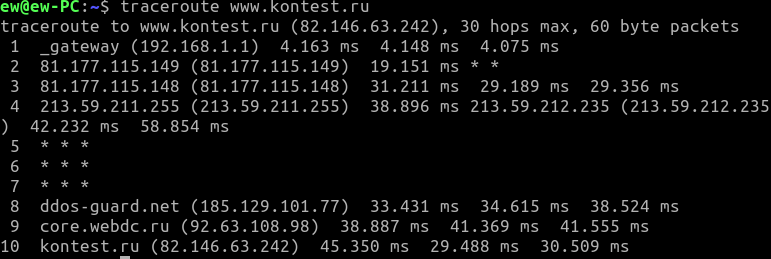 ew@ew-PC:~$ traceroute www.kontest.ru
traceroute to www.kontest.ru (82.146.63.242), 30 hops max, 60 byte packets
 1  _gateway (192.168.1.1)  4.163 ms  4.148 ms  4.075 ms
 2  81.177.115.149 (81.177.115.149)  19.151 ms * *
 3  81.177.115.148 (81.177.115.148)  31.211 ms  29.189 ms  29.356 ms
 4  213.59.211.255 (213.59.211.255)  38.896 ms 213.59.212.235 (213.59.212.235
)  42.232 ms  58.854 ms
 5  * * *
 6  * * *
 7  * * *
 8  ddos-guard.net (185.129.101.77)  33.431 ms  34.615 ms  38.524 ms
 9  core.webdc.ru (92.63.108.98)  38.887 ms  41.369 ms  41.555 ms
10  kontest.ru (82.146.63.242)  45.350 ms  29.488 ms  30.509 ms